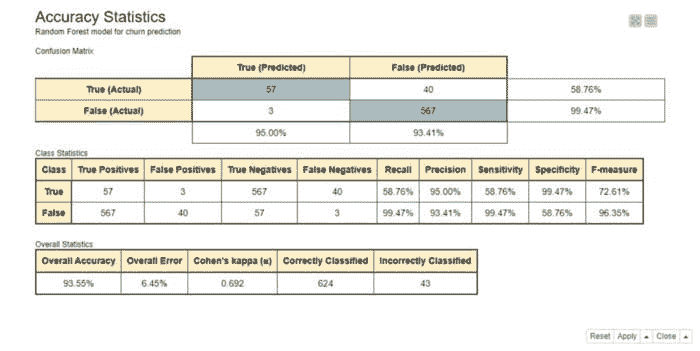 Accuracy Statistics
Random Forest model for churn prediction
Confusion Matrix
True (Predicted) False (Predicted)
True (Actual) 57 40 58.76%
False (Actual) 3 567 99.47%
95.00% 93.41%
Class Statistics
Class True Positives False Positives True Negatives False Negatives Recall Precision Sensitivity Specificity F-measure
True 57 3 567 40 58.76% 95.00% 58.76% 99.47% 72.61%
False 567 40 57 3 99.47% 93.41% 99.47% 58.76% 96.35%
Overall Statistics
Overall Accuracy Overall Error Cohen's kappa (κ) Correctly Classified Incorrectly Classified
93.55% 6.45% 0.692 624 43
Reset Apply Close